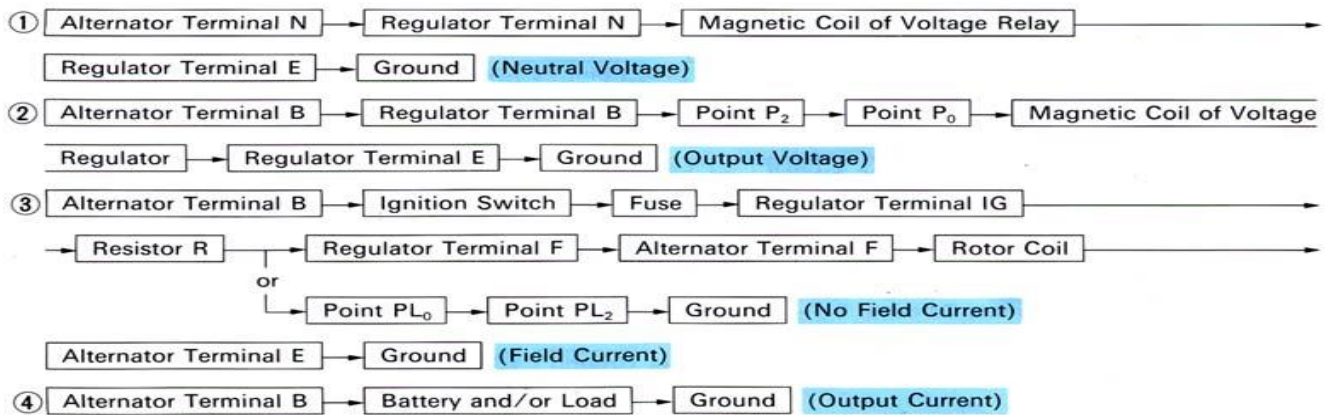 ① Alternator Terminal N Regulator Terminal N Magnetic Coil of Voltage Relay
Regulator Terminal E Ground (Neutral Voltage)
② Alternator Terminal B Regulator Terminal B Point P₂ Point P₀ Magnetic Coil of Voltage
Regulator Regulator Terminal E Ground (Output Voltage)
③ Alternator Terminal B Ignition Switch Fuse Regulator Terminal IG
Resistor R Regulator Terminal F Alternator Terminal F Rotor Coil
or
Point PL₀ Point PL₂ Ground (No Field Current)
Alternator Terminal E Ground (Field Current)
④ Alternator Terminal B Battery and/or Load Ground (Output Current)